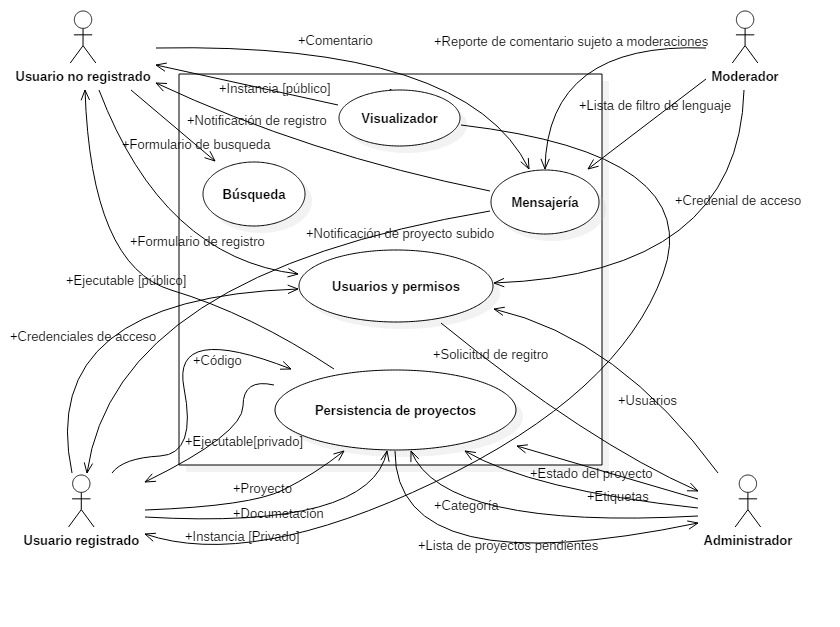 +Comentario
+Reporte de comentario sujeto a moderaciones
Usuario no registrado
Moderador
+Instancia [público]
+Lista de filtro de lenguaje
Visualizador
+Notificación de registro
+Formulario de busqueda
Búsqueda
Mensajería
+Credenial de acceso
+Notificación de proyecto subido
+Formulario de registro
+Ejecutable [público]
Usuarios y permisos
+Credenciales de acceso
+Solicitud de regitro
+Código
+Usuarios
Persistencia de proyectos
+Ejecutable[privado]
+Estado del proyecto
+Proyecto
+Etiquetas
+Categoría
+Documetación
+Instancia [Privado]
Usuario registrado
+Lista de proyectos pendientes
Administrador